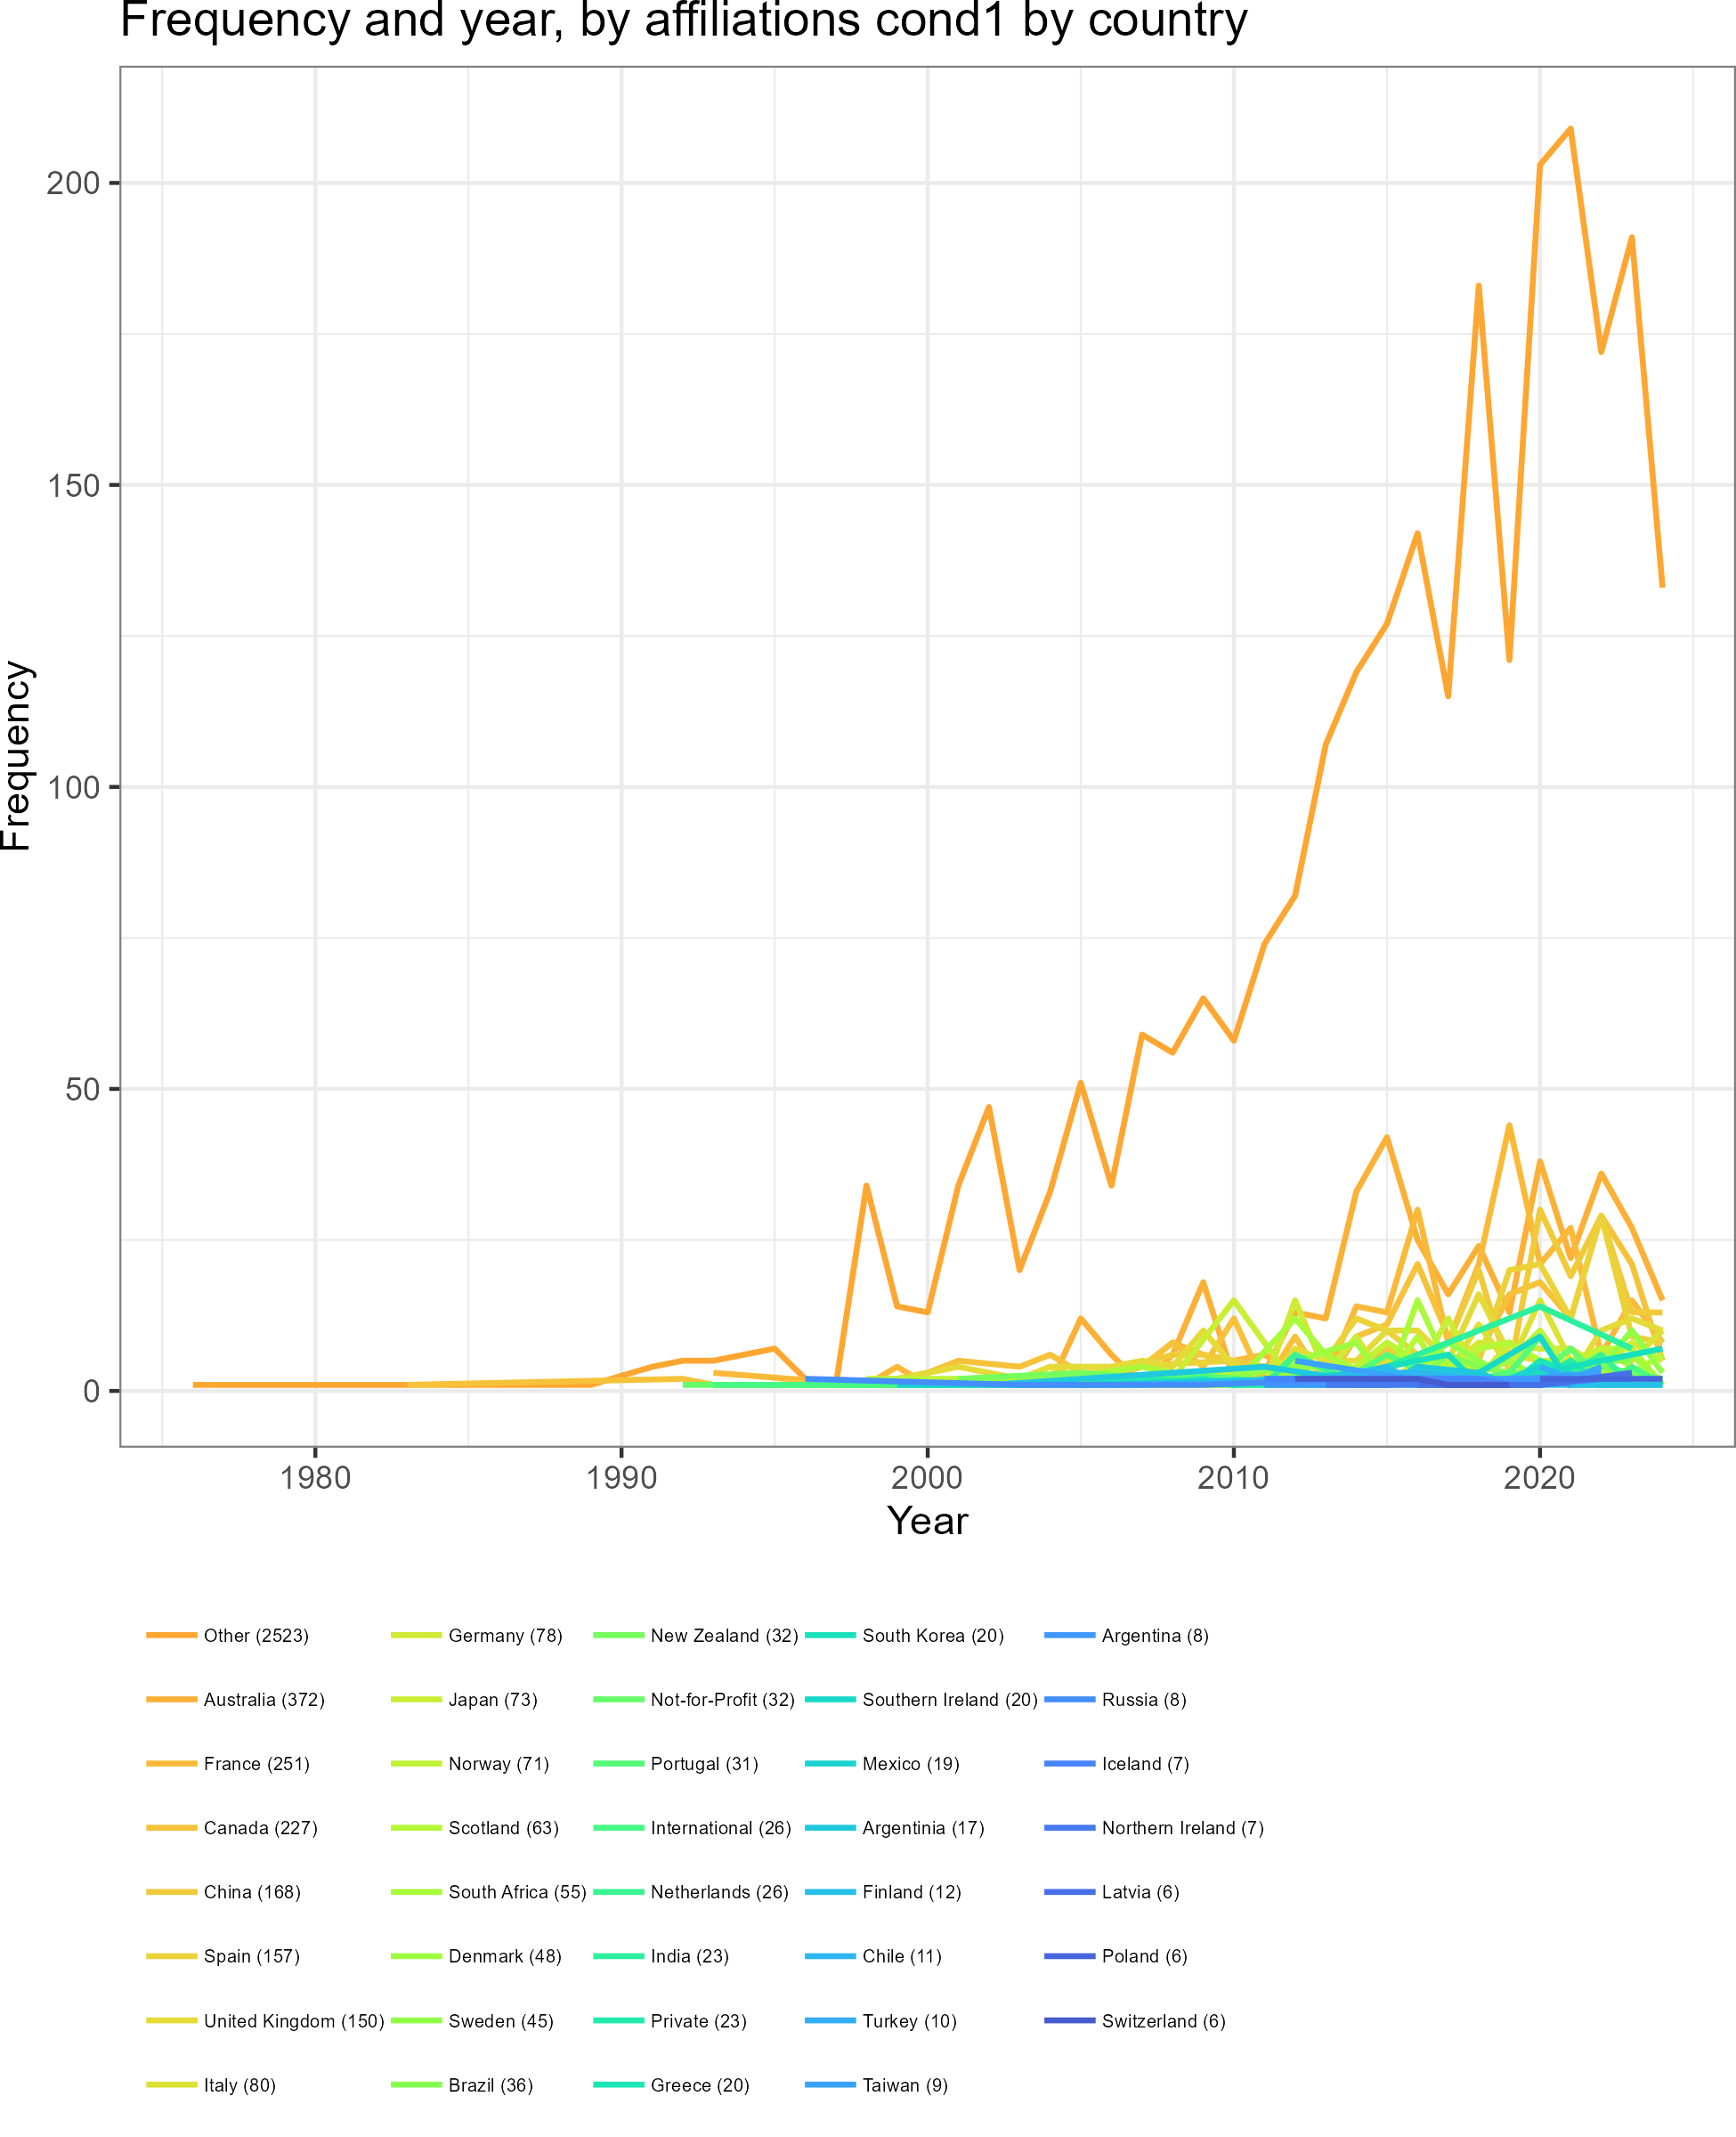 Frequency and year, by affiliations cond1 by country
200
150
100
50
0
Frequency
1980 1990 2000 2010 2020
Year
Other (2523) Germany (78) New Zealand (32) South Korea (20) Argentina (8)
Australia (372) Japan (73) Not-for-Profit (32) Southern Ireland (20) Russia (8)
France (251) Norway (71) Portugal (31) Mexico (19) Iceland (7)
Canada (227) Scotland (63) International (26) Argentinia (17) Northern Ireland (7)
China (168) South Africa (55) Netherlands (26) Finland (12) Latvia (6)
Spain (157) Denmark (48) India (23) Chile (11) Poland (6)
United Kingdom (150) Sweden (45) Private (23) Turkey (10) Switzerland (6)
Italy (80) Brazil (36) Greece (20) Taiwan (9)